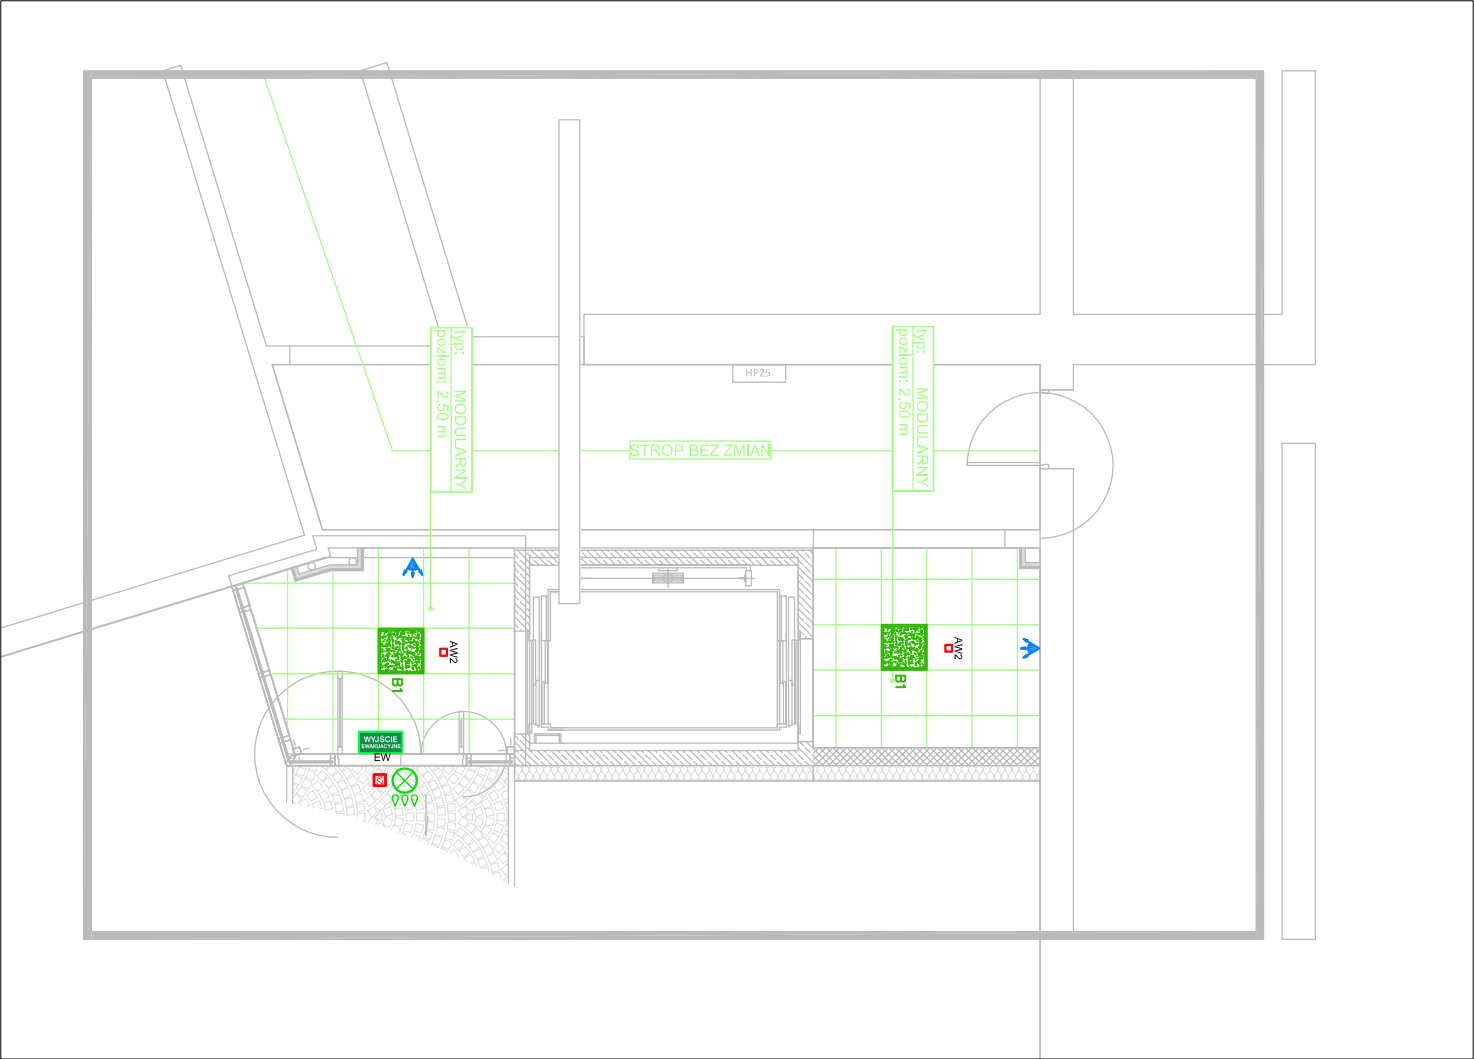 typ: MODULARNY
poziom: 2,50 m
typ: MODULARNY
poziom: 2,50 m
HP25
STROP BEZ ZMIAN
AW2
B1
AW2
B1
WYJŚCIE
EWAKUACYJNE
EW